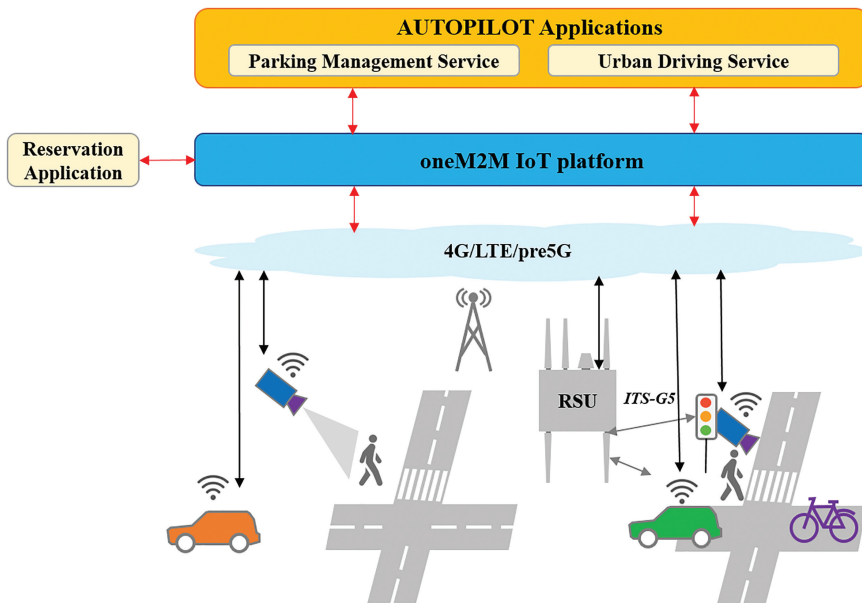 AUTOPILOT Applications
Parking Management Service
Urban Driving Service
Reservation
Application
oneM2M IoT platform
4G/LTE/pre5G
RSU
ITS-G5